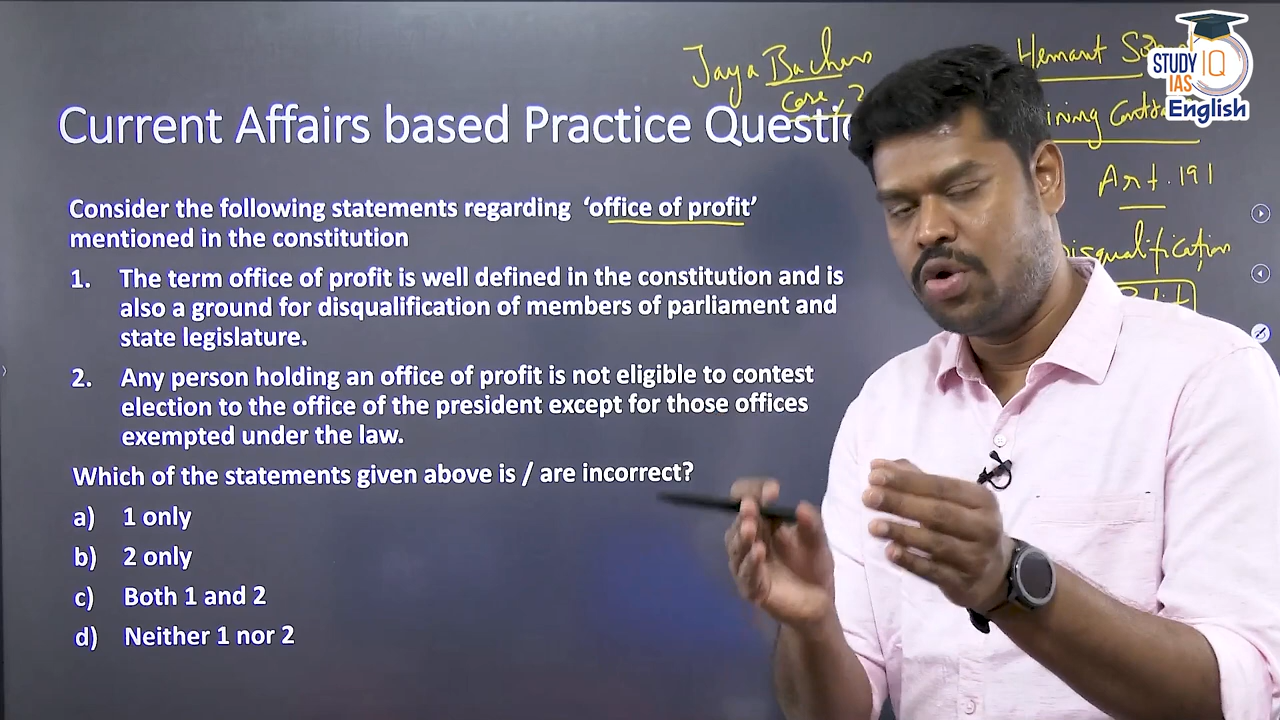 Jaya Bachan
Case, 2
Hemant
STUDY IQ
IAS
English
Current Affairs based Practice
Art. 191
Consider the following statements regarding ‘office of profit’
mentioned in the constitution
1. The term office of profit is well defined in the constitution and is
also a ground for disqualification of members of parliament and
state legislature.
2. Any person holding an office of profit is not eligible to contest
election to the office of the president except for those offices
exempted under the law.
Which of the statements given above is / are incorrect?
a) 1 only
b) 2 only
c) Both 1 and 2
d) Neither 1 nor 2